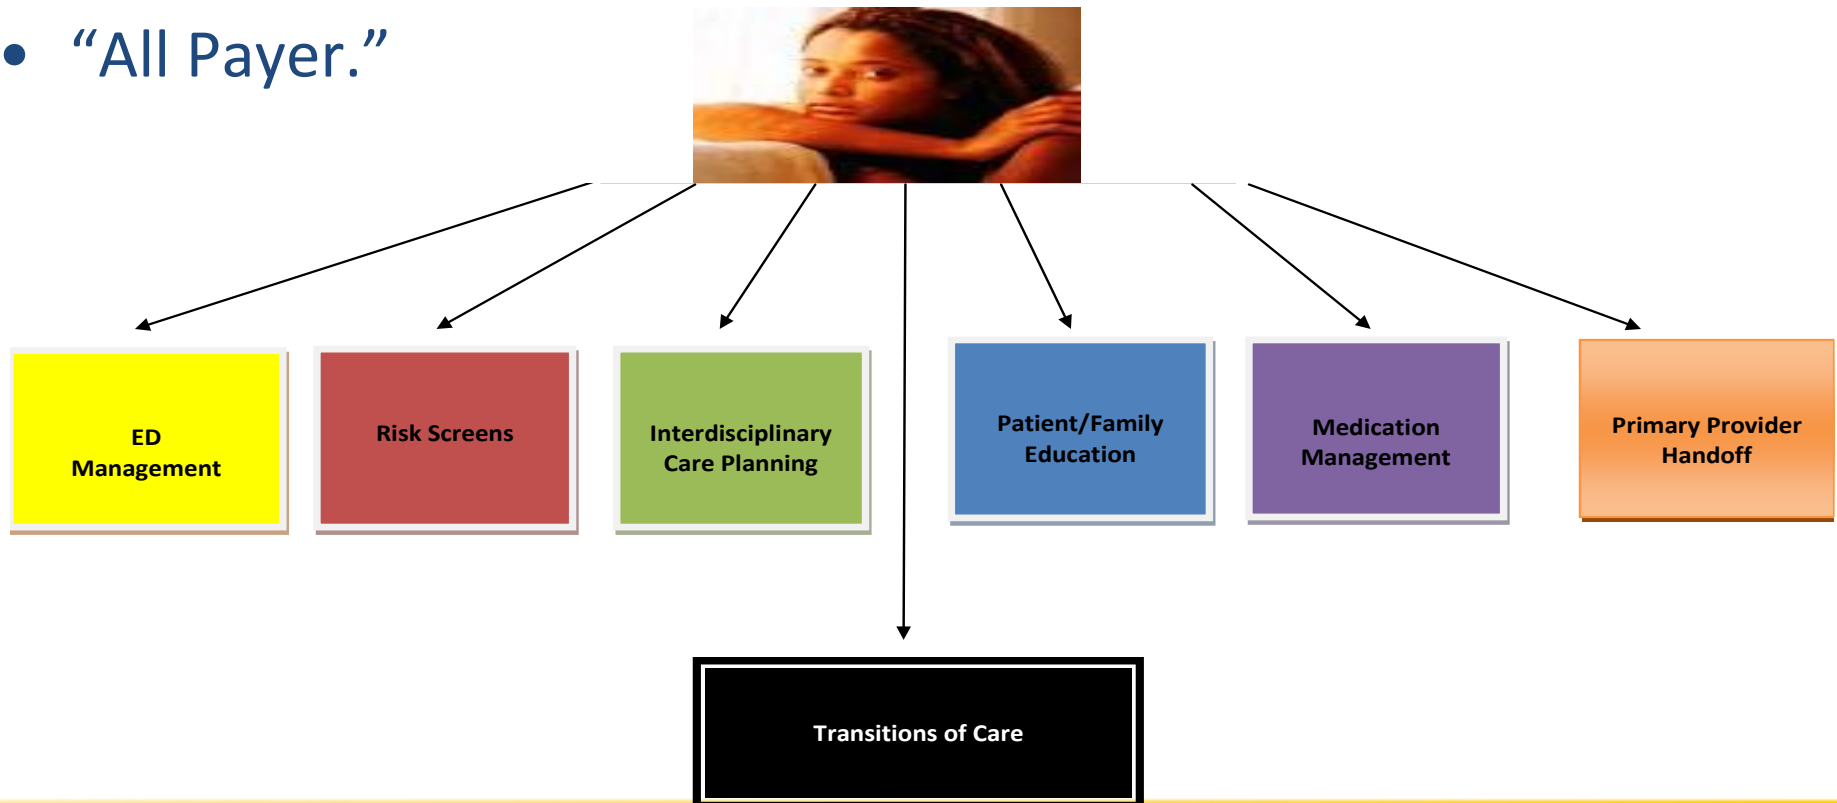 • “All Payer.”
ED
Management
Risk Screens
Interdisciplinary
Care Planning
Patient/Family
Education
Medication
Management
Primary Provider
Handoff
Transitions of Care